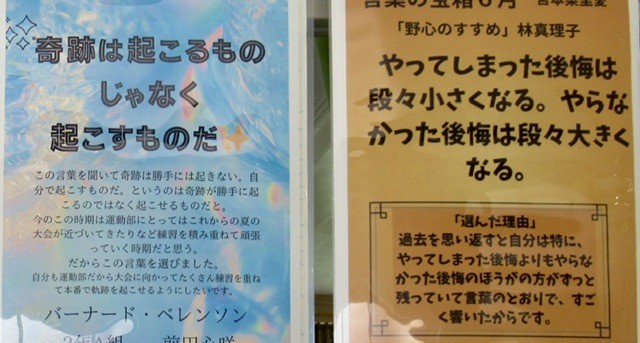 奇跡は起こるもの
じゃなく
起こすものだ✨
この言葉を聞いて奇跡は勝手には起きない。自
分で起こすものだ。というのは奇跡が勝手に起
こるのではなく起こせるものだと。
今のこの時期は運動部にとってはこれからの夏の
大会が近づいてきたりなど練習を積み重ねて頑張
っていく時期だと思う。
だからこの言葉を選びました。
自分も運動部だから大会に向かってたくさん練習を重ね
て本番で軌跡を起こせるようにしたいです。
バーナード・ベレンソン
言葉の宝箱6月
「野心のすすめ」林真理子
やってしまった後悔は
段々小さくなる。やらな
かった後悔は段々大きく
なる。
「選んだ理由」
過去を思い返すと自分は特に、
やってしまった後悔よりもやらな
かった後悔のほうがずっと
残っていて言葉のとおりで、すご
く響いたからです。